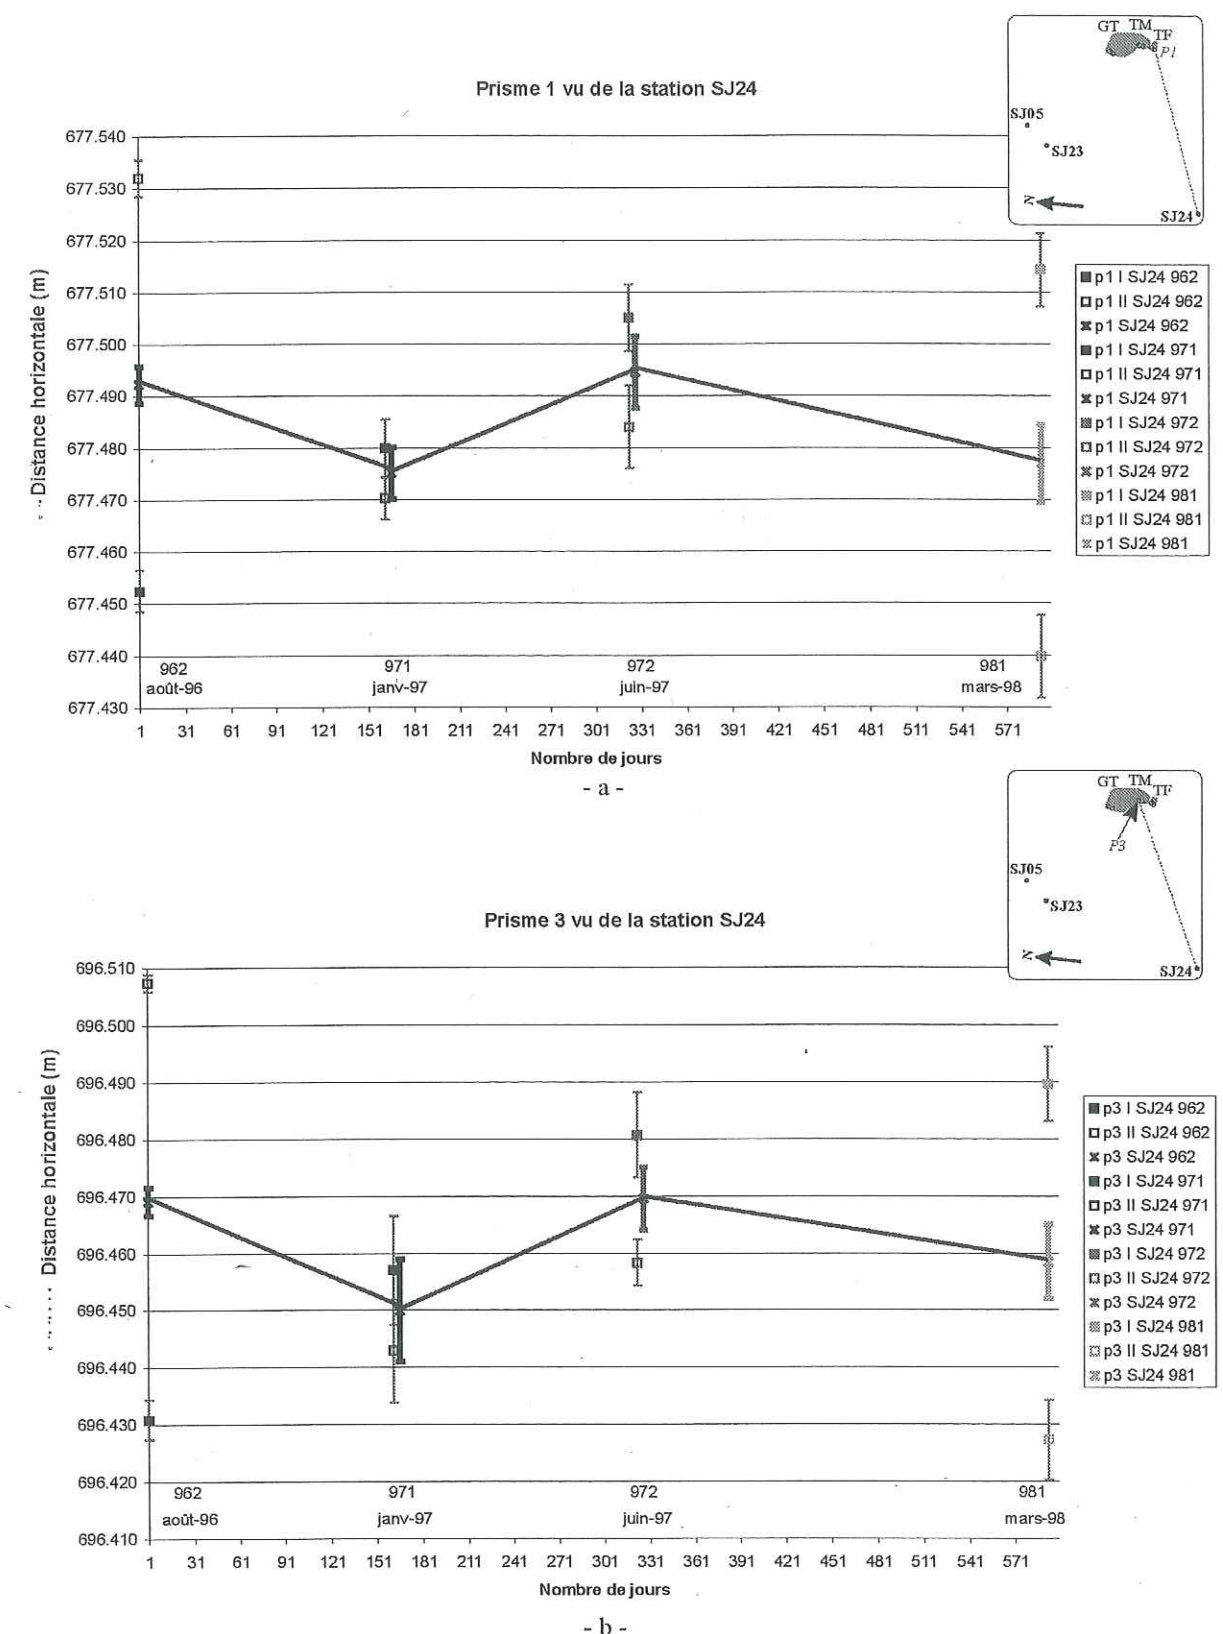 GT TM TF
P1
SJ05
SJ23
N
SJ24
Prisme 1 vu de la station SJ24
Distance horizontale (m)
677.540
677.530
677.520
677.510
677.500
677.490
677.480
677.470
677.460
677.450
677.440
677.430
962 971 972 981
août-96 janv-97 juin-97 mars-98
1 31 61 91 121 151 181 211 241 271 301 331 361 391 421 451 481 511 541 571
Nombre de jours
p1 I SJ24 962
p1 II SJ24 962
p1 SJ24 962
p1 I SJ24 971
p1 II SJ24 971
p1 SJ24 971
p1 I SJ24 972
p1 II SJ24 972
p1 SJ24 972
p1 I SJ24 981
p1 II SJ24 981
p1 SJ24 981
- a -
GT TM TF
P3
SJ05
SJ23
N
SJ24
Prisme 3 vu de la station SJ24
Distance horizontale (m)
696.510
696.500
696.490
696.480
696.470
696.460
696.450
696.440
696.430
696.420
696.410
962 971 972 981
août-96 janv-97 juin-97 mars-98
1 31 61 91 121 151 181 211 241 271 301 331 361 391 421 451 481 511 541 571
Nombre de jours
p3 I SJ24 962
p3 II SJ24 962
p3 SJ24 962
p3 I SJ24 971
p3 II SJ24 971
p3 SJ24 971
p3 I SJ24 972
p3 II SJ24 972
p3 SJ24 972
p3 I SJ24 981
p3 II SJ24 981
p3 SJ24 981
- b -